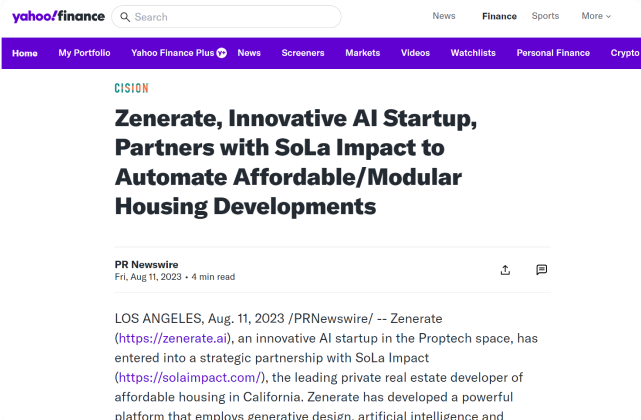 yahoo!finance
Search
News
Finance
Sports
More
Home
My Portfolio
Yahoo Finance Plus
News
Screeners
Markets
Videos
Watchlists
Personal Finance
Crypto
CISION
Zenerate, Innovative AI Startup,
Partners with SoLa Impact to
Automate Affordable/Modular
Housing Developments
PR Newswire
Fri, Aug 11, 2023 • 4 min read
LOS ANGELES, Aug. 11, 2023 /PRNewswire/ -- Zenerate
(https://zenerate.ai), an innovative AI startup in the Proptech space, has
entered into a strategic partnership with SoLa Impact
(https://solaimpact.com/), the leading private real estate developer of
affordable housing in California. Zenerate has developed a powerful
platform that employs generative design, artificial intelligence and